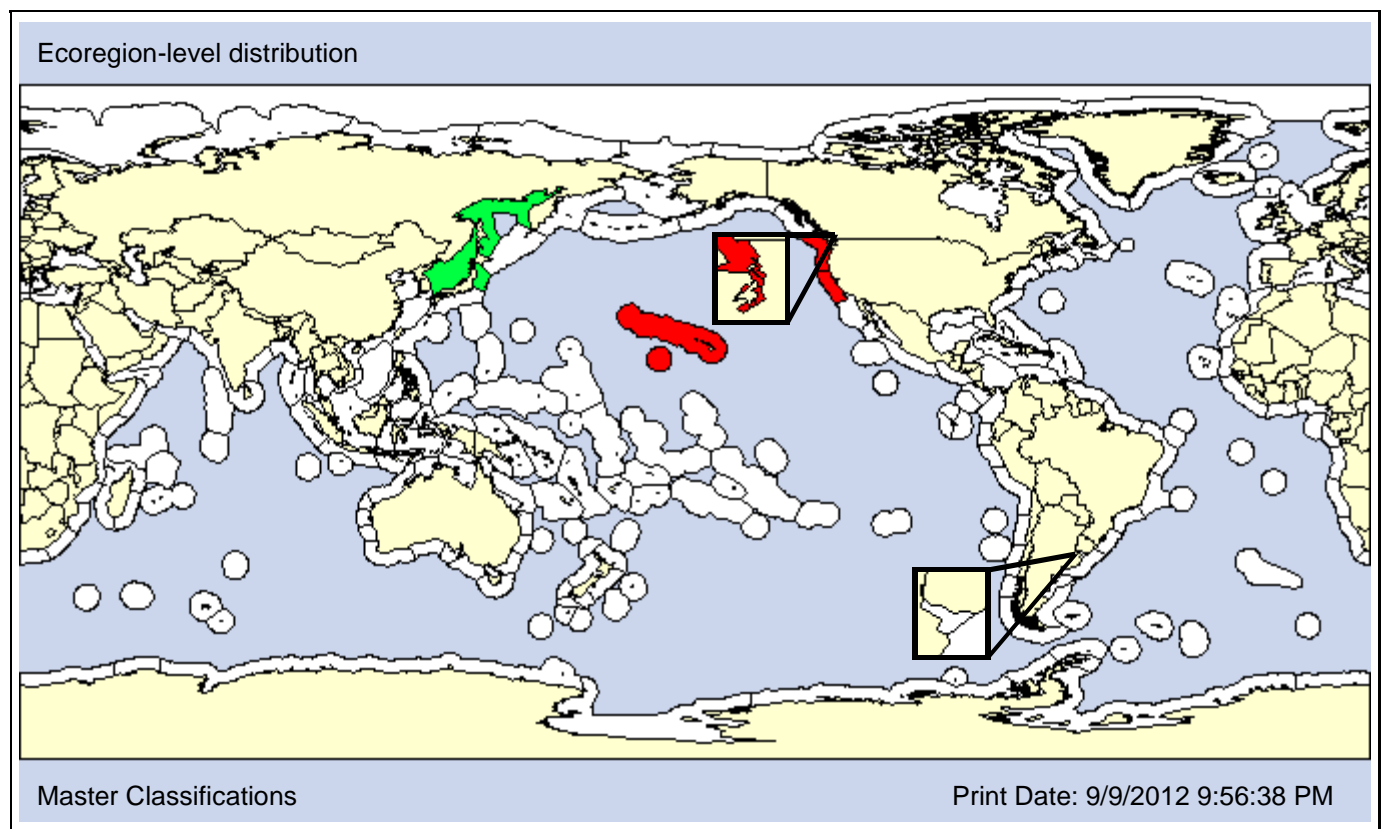 Ecoregion-level distribution
Master Classifications
Print Date: 9/9/2012 9:56:38 PM